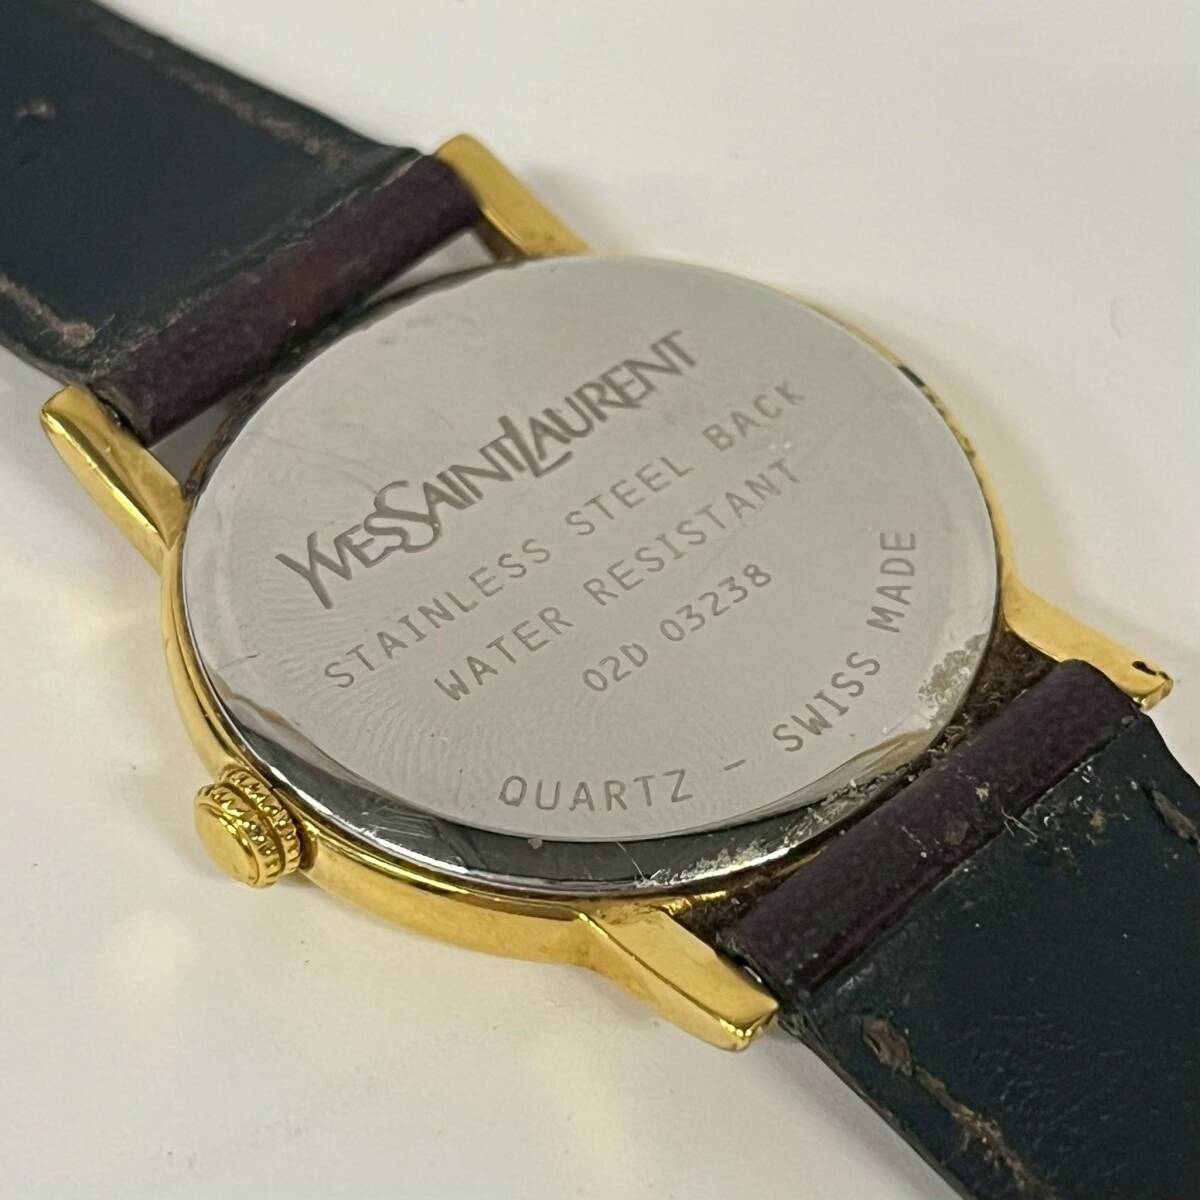 YVESSAINTLAURENT
STAINLESS STEEL BACK
WATER RESISTANT
02D 03238
QUARTZ - SWISS MADE